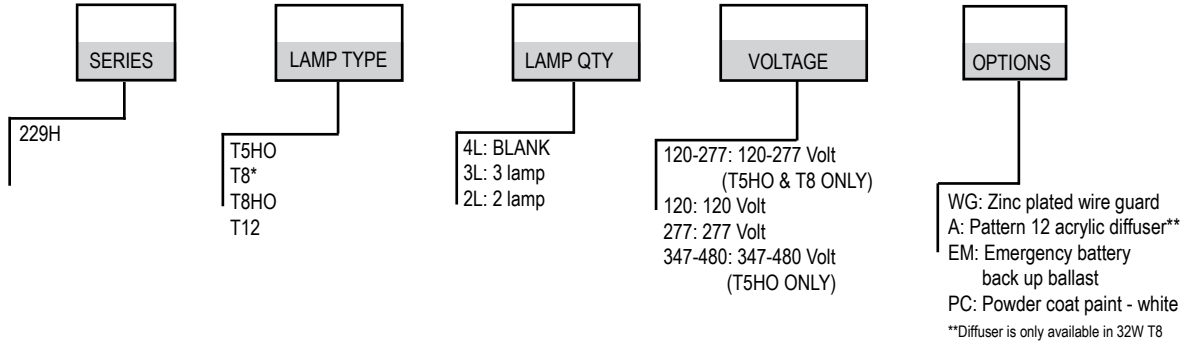 SERIES
229H
LAMP TYPE
T5HO
T8*
T8HO
T12
LAMP QTY
4L: BLANK
3L: 3 lamp
2L: 2 lamp
VOLTAGE
120-277: 120-277 Volt
(T5HO & T8 ONLY)
120: 120 Volt
277: 277 Volt
347-480: 347-480 Volt
(T5HO ONLY)
OPTIONS
WG: Zinc plated wire guard
A: Pattern 12 acrylic diffuser**
EM: Emergency battery
back up ballast
PC: Powder coat paint - white
**Diffuser is only available in 32W T8